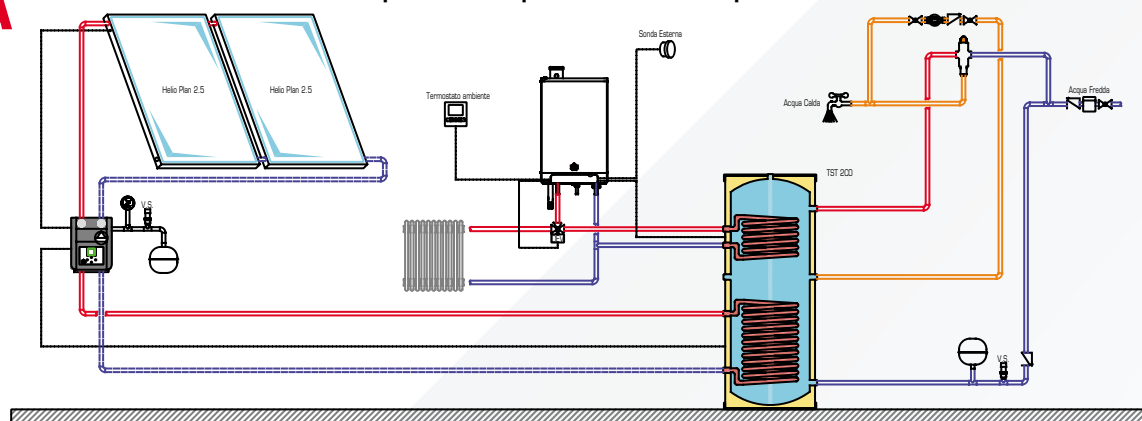 Sonda Esterna
Helio Plan 2.5
Helio Plan 2.5
Termostato ambiente
Acqua Calda
Acqua Fredda
TST 200
V.S.
V.S.